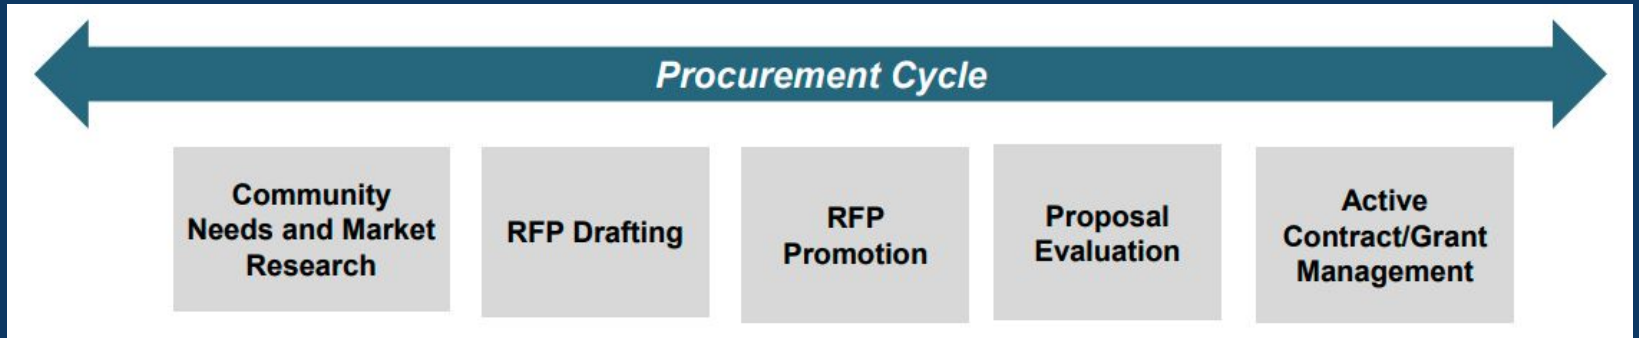 Procurement Cycle
Community
Needs and Market
Research
RFP Drafting
RFP
Promotion
Proposal
Evaluation
Active
Contract/Grant
Management